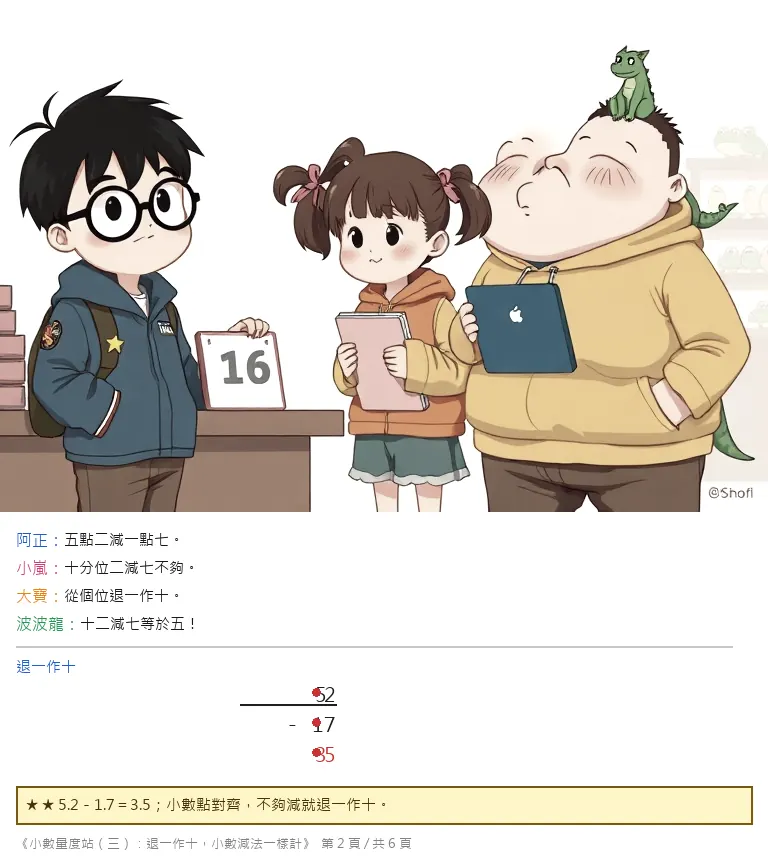 16
@Shofi
阿正：五點二減一點七。
小嵐：十分位二減七不夠。
大寶：從個位退一作十。
波波龍：十二減七等於五！
退一作十
52
- 17
35
★★ 5.2 - 1.7 = 3.5；小數點對齊，不夠減就退一作十。
《小數量度站（三）：退一作十，小數減法一樣計》 第 2 頁 / 共 6 頁